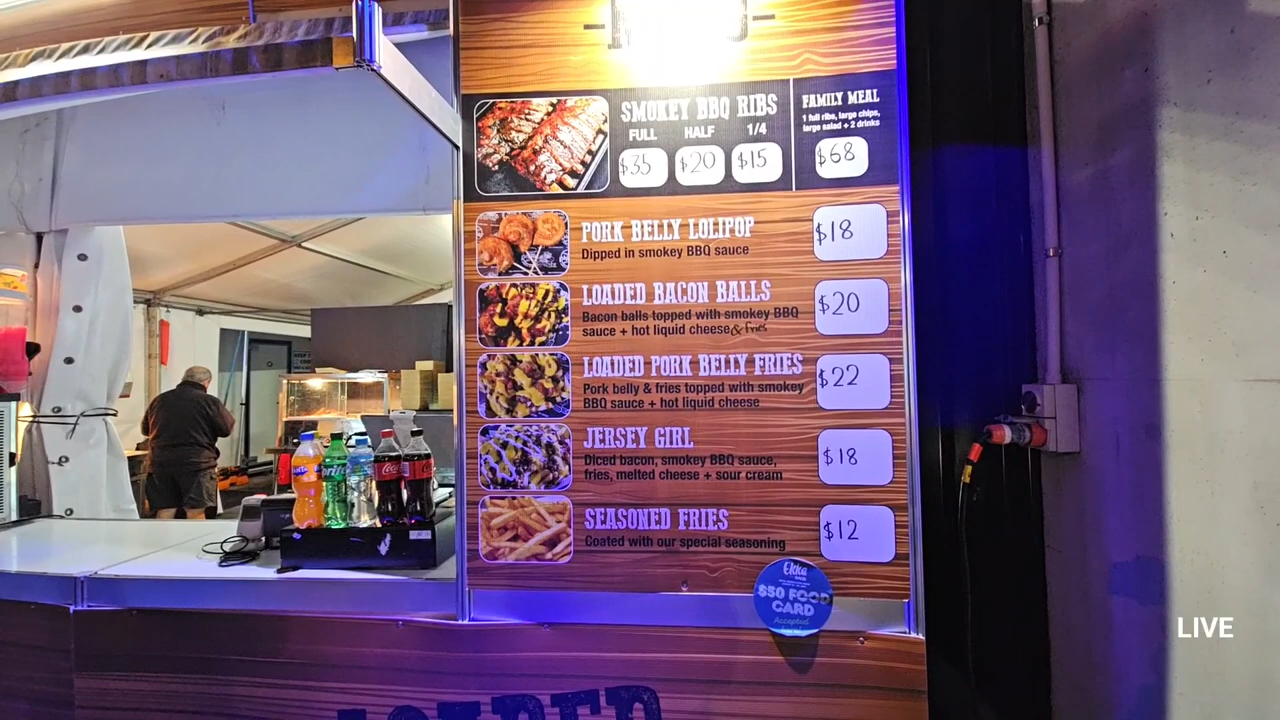 SMOKEY BBQ RIBS
FULL HALF 1/4
$35 $20 $15
FAMILY MEAL
1 full ribs, large chips,
large salad + 2 drinks
$68
PORK BELLY LOLIPOP
Dipped in smokey BBQ sauce
$18
LOADED BACON BALLS
Bacon balls topped with smokey BBQ
sauce + hot liquid cheese & fries
$20
LOADED PORK BELLY FRIES
Pork belly & fries topped with smokey
BBQ sauce + hot liquid cheese
$22
JERSEY GIRL
Diced bacon, smokey BBQ sauce,
fries, melted cheese + sour cream
$18
SEASONED FRIES
Coated with our special seasoning
$12
Ekka
$50 FOOD
CARD
Accepted
Sprite
LIVE